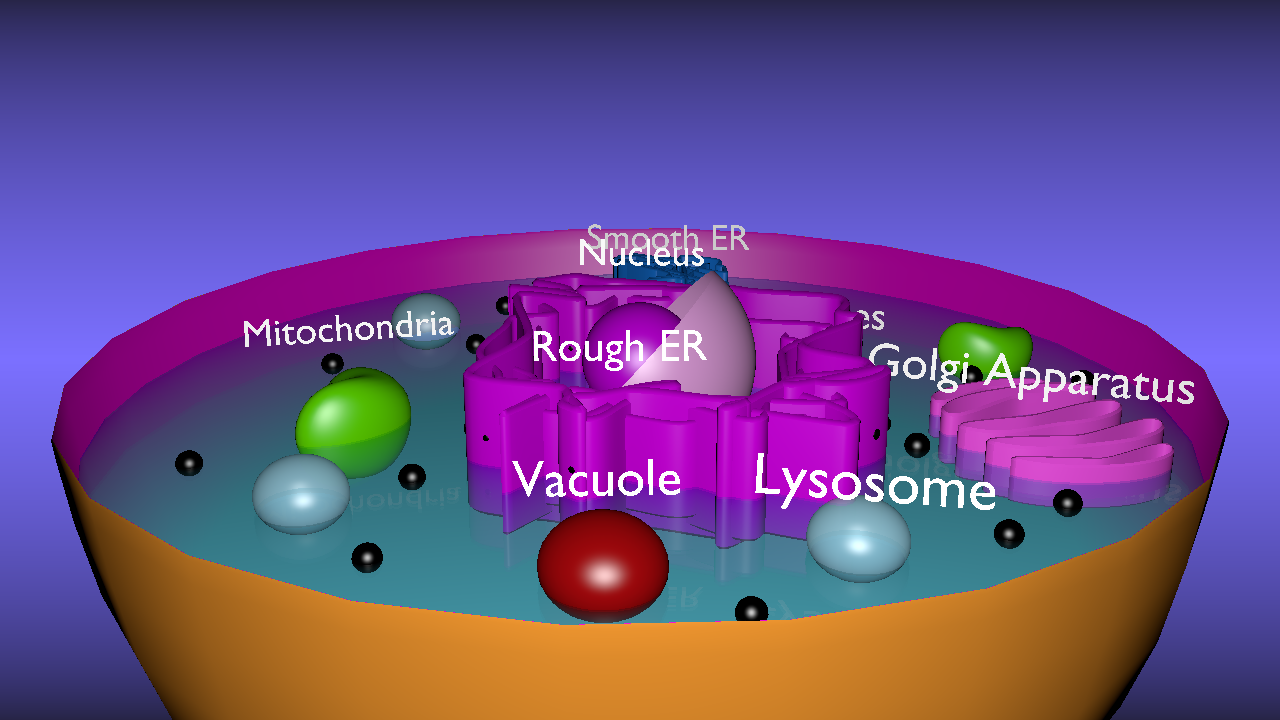 Smooth ER
Nucleus
Mitochondria
Rough ER
Golgi Apparatus
Vacuole
Lysosome